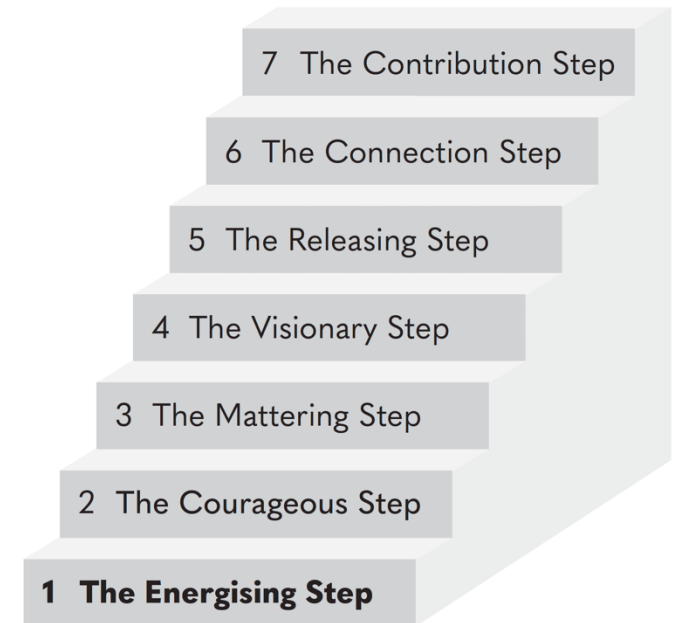 7 The Contribution Step
6 The Connection Step
5 The Releasing Step
4 The Visionary Step
3 The Mattering Step
2 The Courageous Step
1 The Energising Step